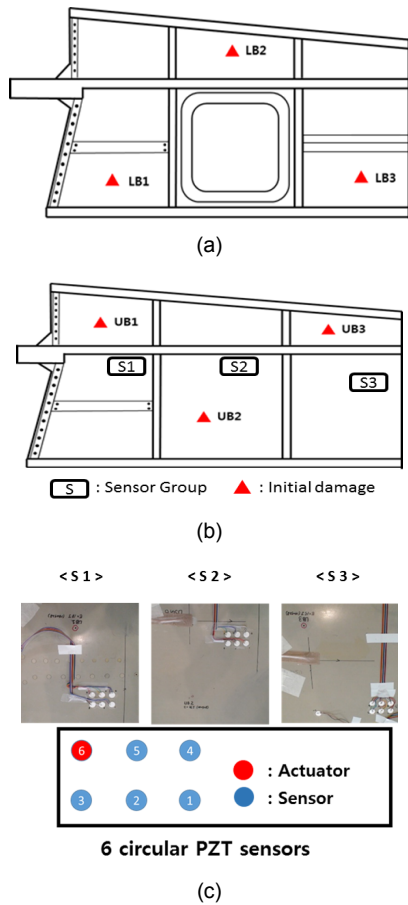 LB2
LB1
LB3
(a)
UB1
UB3
S1
S2
S3
UB2
S : Sensor Group : Initial damage
(b)
< S 1 > < S 2 > < S 3 >
6 5 4 : Actuator
3 2 1 : Sensor
6 circular PZT sensors
(c)